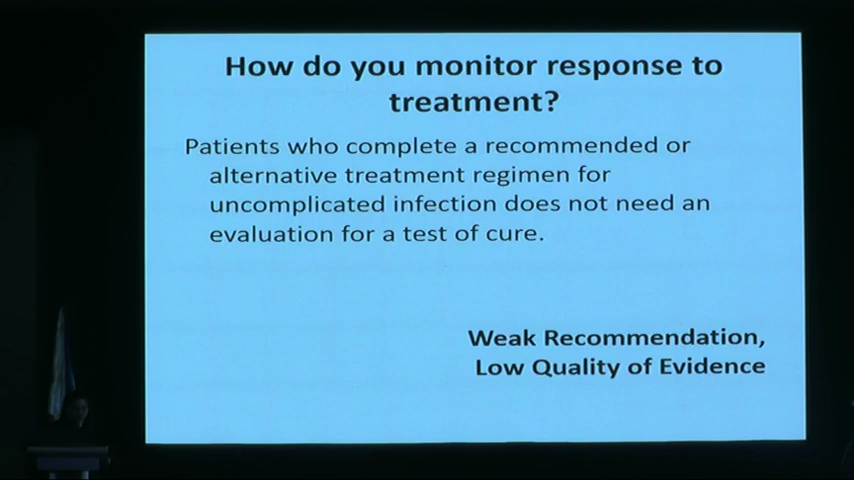 How do you monitor response to
treatment?
Patients who complete a recommended or
alternative treatment regimen for
uncomplicated infection does not need an
evaluation for a test of cure.
Weak Recommendation,
Low Quality of Evidence